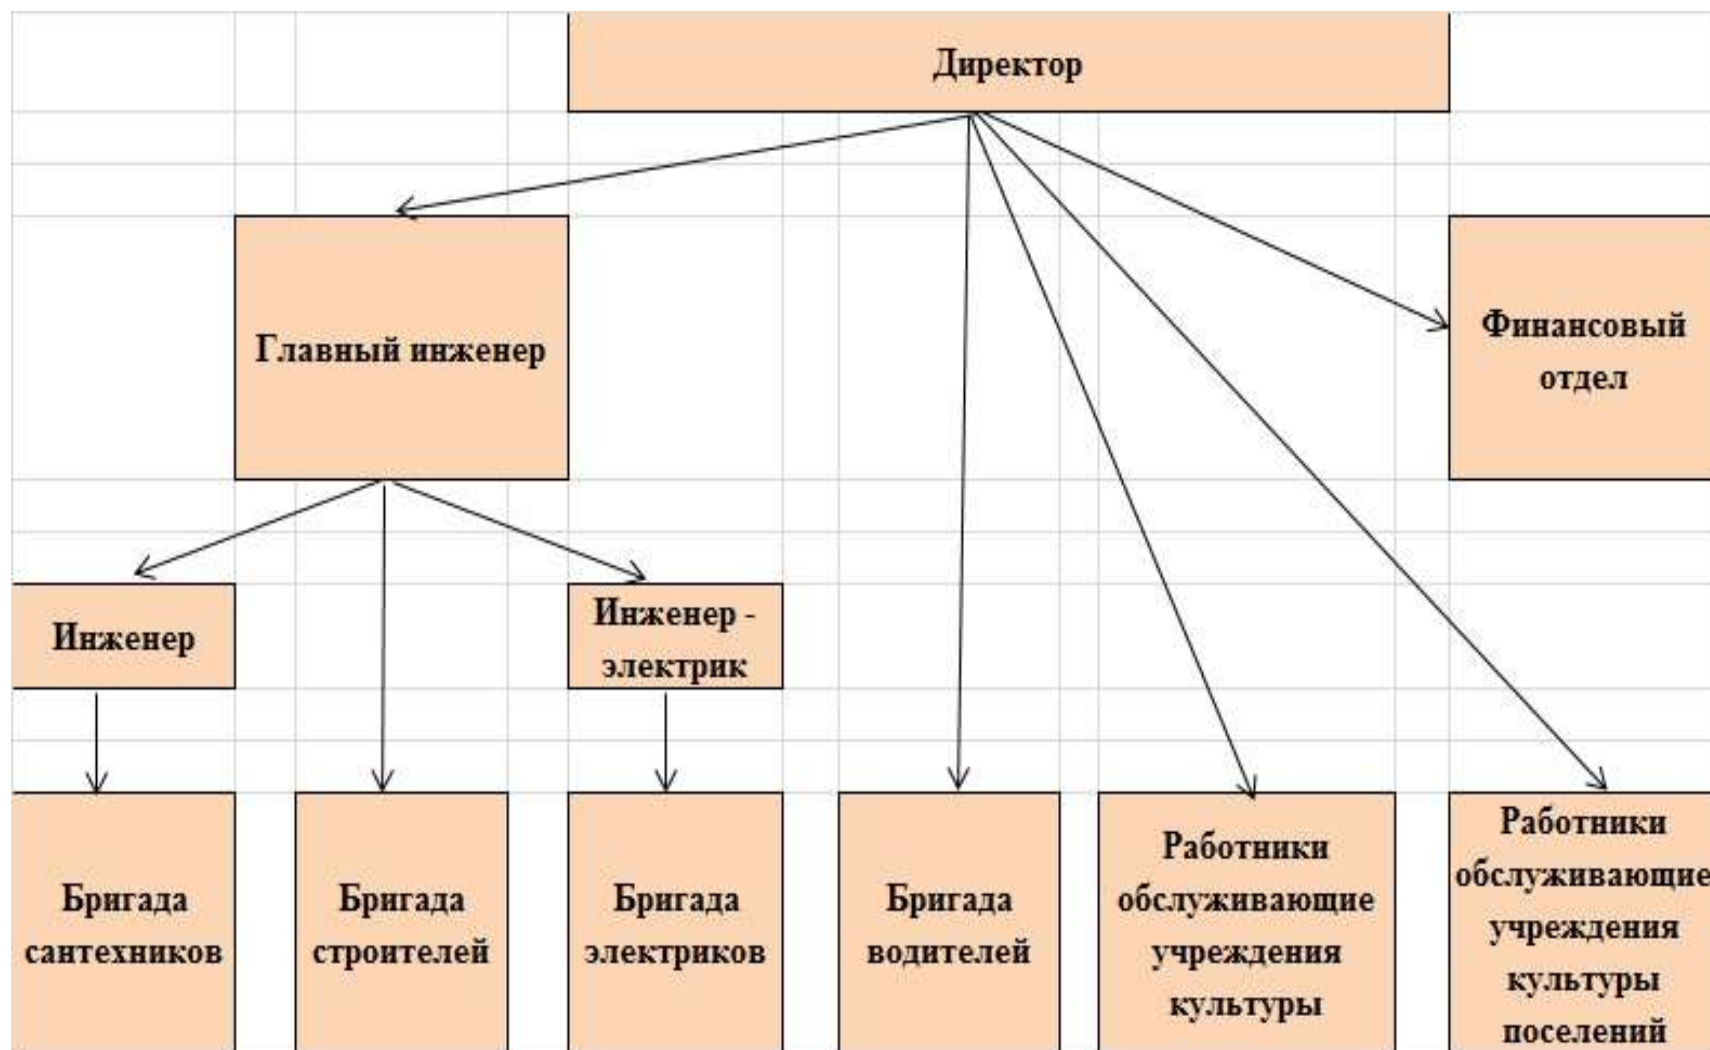 Директор
Главный инженер
Финансовый
отдел
Инженер
Инженер -
электрик
Бригада
сантехников
Бригада
строителей
Бригада
электриков
Бригада
водителей
Работники
обслуживающие
учреждения
культуры
Работники
обслуживающие
учреждения
культуры
поселений